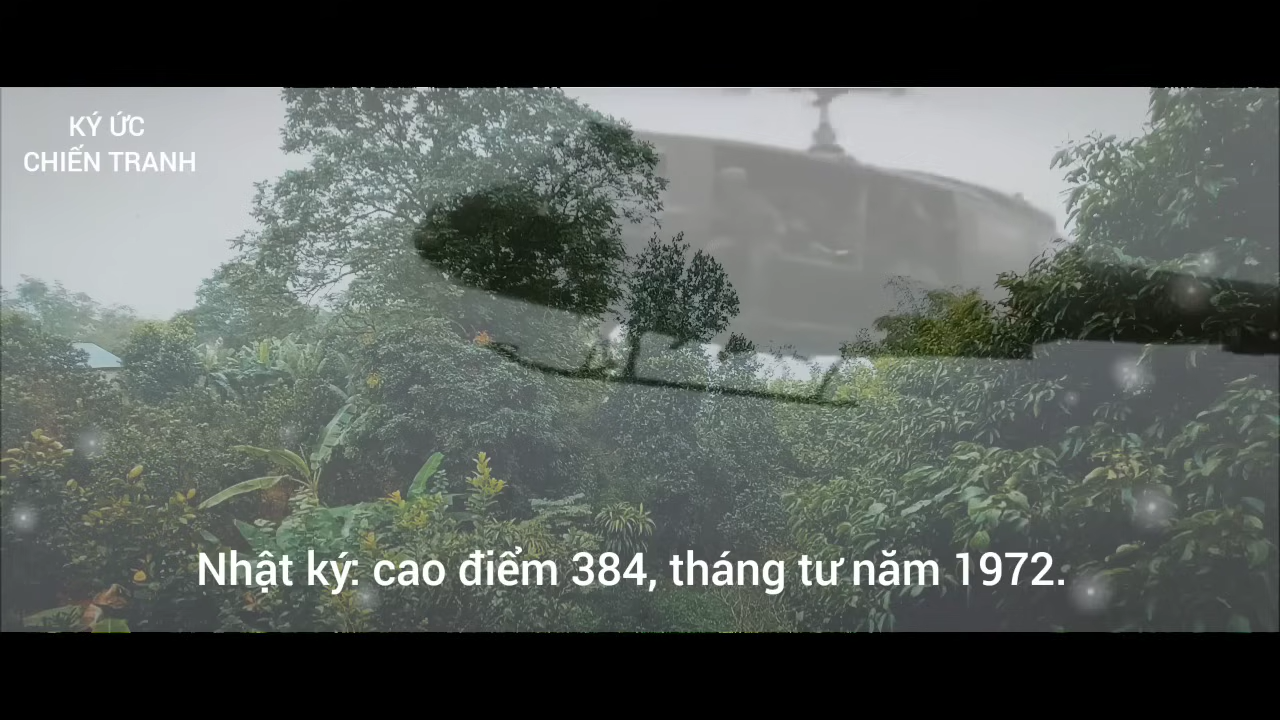 KÝ ỨC
CHIẾN TRANH
Nhật ký: cao điểm 384, tháng tư năm 1972.